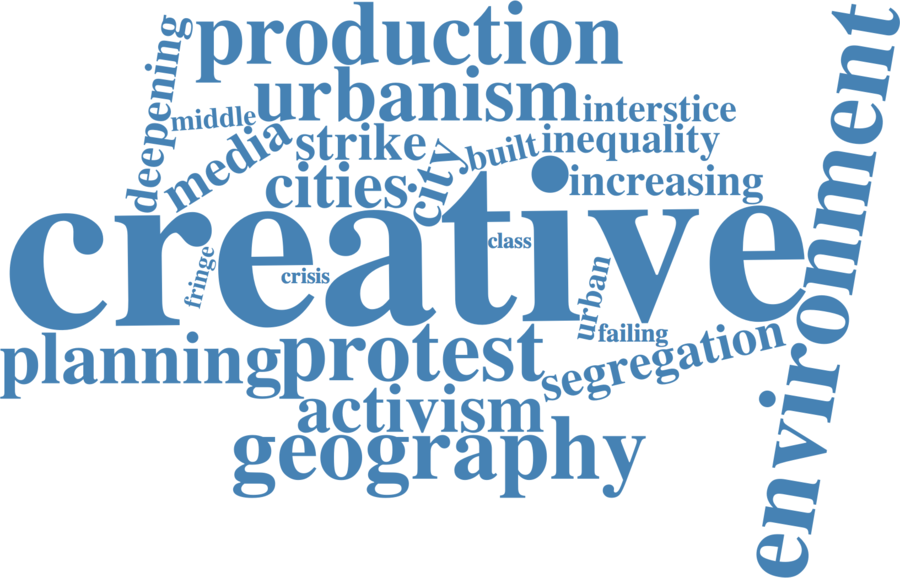 production
environment
deepening
urbanism
middle
interstice
media
strike
city
built
inequality
cities
increasing
creative
class
fringe
crisis
urban
failing
planning
protest
segregation
activism
geography